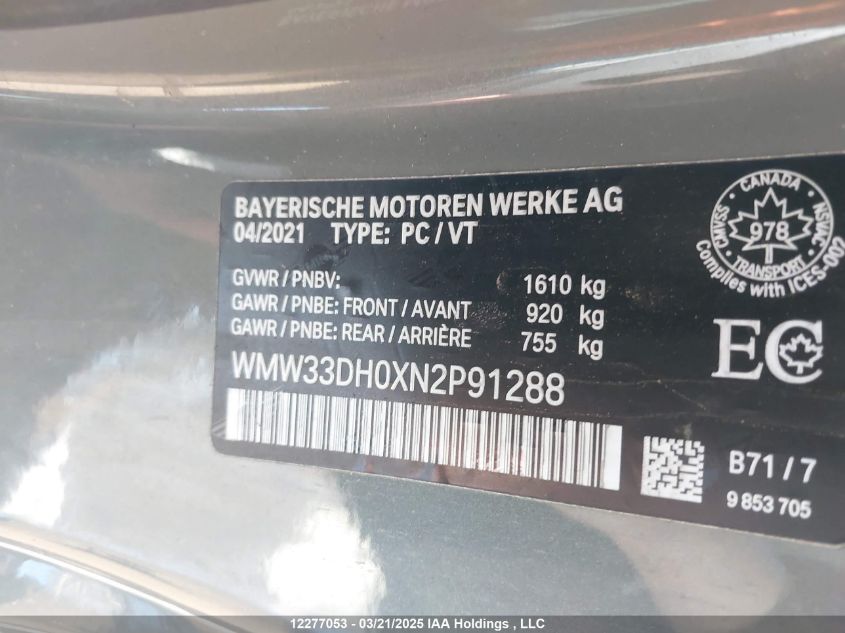 BAYERISCHE MOTOREN WERKE AG
04/2021 TYPE: PC / VT
GVWR / PNBV: 1610 kg
GAWR / PNBE: FRONT / AVANT 920 kg
GAWR / PNBE: REAR / ARRIÈRE 755 kg
WMW33DH0XN2P91288
CANADA
CMVSS NSVAC
978
TRANSPORT
Complies with ICES-002
EC
B71 / 7
9 853 705
12277053 - 03/21/2025 IAA Holdings , LLC